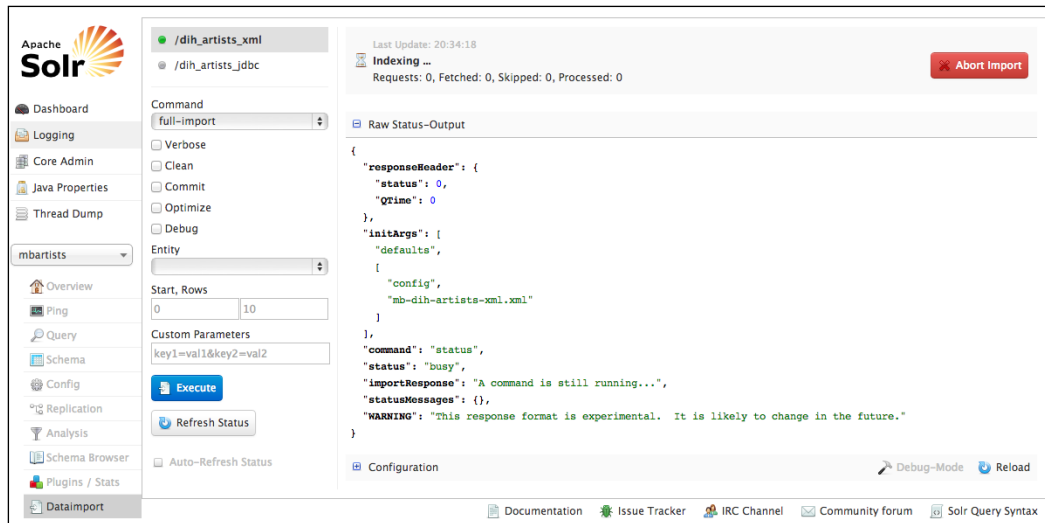 Apache
Solr
Dashboard
Logging
Core Admin
Java Properties
Thread Dump
mbartists
Overview
Ping
Query
Schema
Config
Replication
Analysis
Schema Browser
Plugins / Stats
Dataimport
/dih_artists_xml
/dih_artists_jdbc
Command
full-import
Verbose
Clean
Commit
Optimize
Debug
Entity
Start, Rows
0 10
Custom Parameters
key1=val1&key2=val2
Execute
Refresh Status
Auto-Refresh Status
Last Update: 20:34:18
Indexing ...
Requests: 0, Fetched: 0, Skipped: 0, Processed: 0
Abort Import
Raw Status-Output
{
"responseHeader": {
"status": 0,
"QTime": 0
},
"initArgs": [
"defaults",
[
"config",
"mb-dih-artists-xml.xml"
]
],
"command": "status",
"status": "busy",
"importResponse": "A command is still running...",
"statusMessages": {},
"WARNING": "This response format is experimental.  It is likely to change in the future."
}
Configuration
Debug-Mode
Reload
Documentation
Issue Tracker
IRC Channel
Community forum
Solr Query Syntax